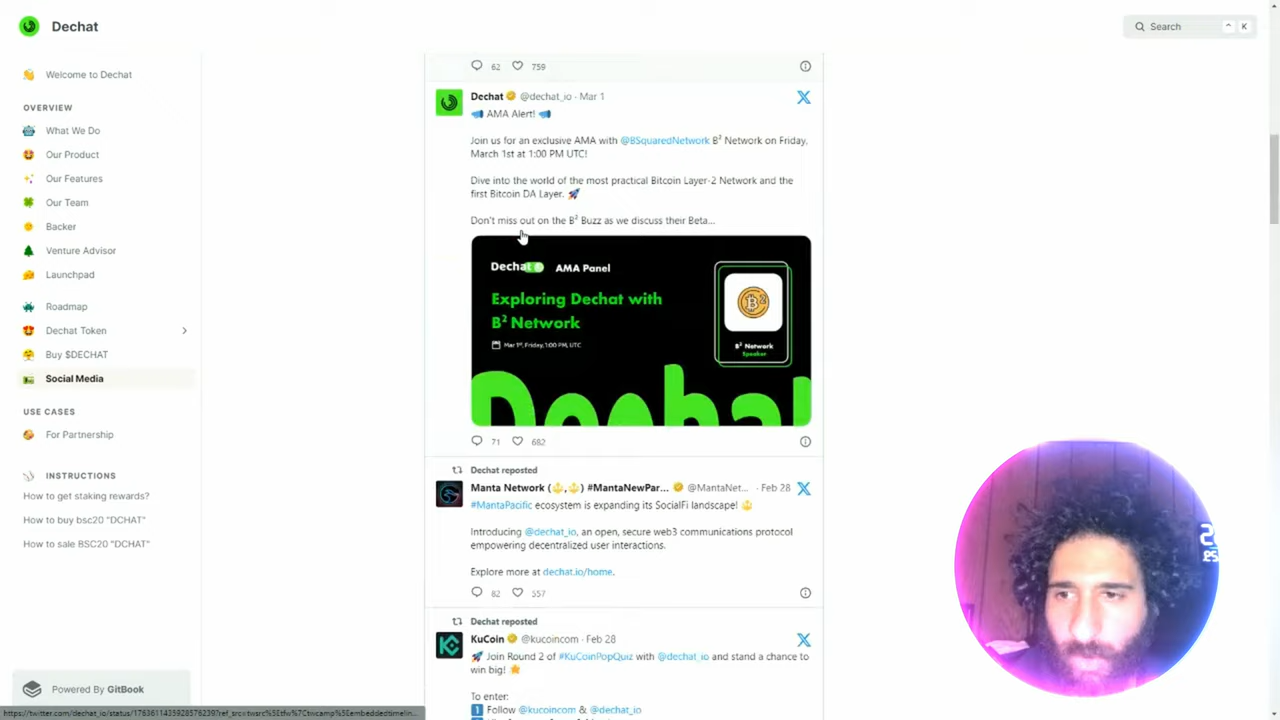 Dechat
Search
^
K
Welcome to Dechat
OVERVIEW
What We Do
Our Product
Our Features
Our Team
Backer
Venture Advisor
Launchpad
Roadmap
Dechat Token
Buy $DECHAT
Social Media
USE CASES
For Partnership
INSTRUCTIONS
How to get staking rewards?
How to buy bsc20 "DCHAT"
How to sale BSC20 "DCHAT"
Powered By GitBook
62 759
Dechat @dechat_io · Mar 1
📣 AMA Alert! 📣
Join us for an exclusive AMA with @BSquaredNetwork B² Network on Friday,
March 1st at 1:00 PM UTC!
Dive into the world of the most practical Bitcoin Layer-2 Network and the
first Bitcoin DA Layer. 🚀
Don't miss out on the B² Buzz as we discuss their Beta...
Dechat AMA Panel
Exploring Dechat with
B² Network
Mar 1st, Friday, 1:00 PM, UTC
B² Network
Speaker
Dechat
71 682
Dechat reposted
Manta Network (🔱,🔱) #MantaNewPar... @MantaNet... · Feb 28
#MantaPacific ecosystem is expanding its SocialFi landscape! 🔱
Introducing @dechat_io, an open, secure web3 communications protocol
empowering decentralized user interactions.
Explore more at dechat.io/home.
82 557
Dechat reposted
KuCoin @kucoincom · Feb 28
🚀 Join Round 2 of #KuCoinPopQuiz with @dechat_io and stand a chance to
win big! 🌟
To enter:
1️⃣ Follow @kucoincom & @dechat_io